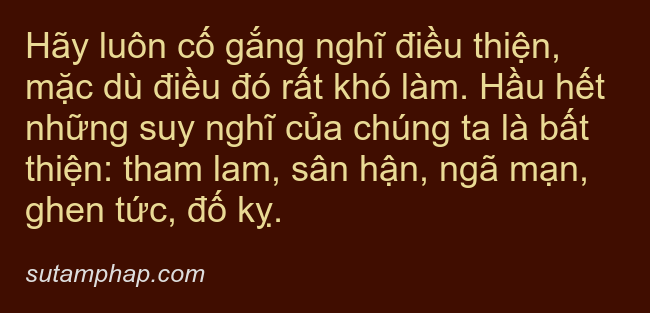 Hãy luôn cố gắng nghĩ điều thiện,
mặc dù điều đó rất khó làm. Hầu hết
những suy nghĩ của chúng ta là bất
thiện: tham lam, sân hận, ngã mạn,
ghen tức, đố kỵ.
sutamphap.com